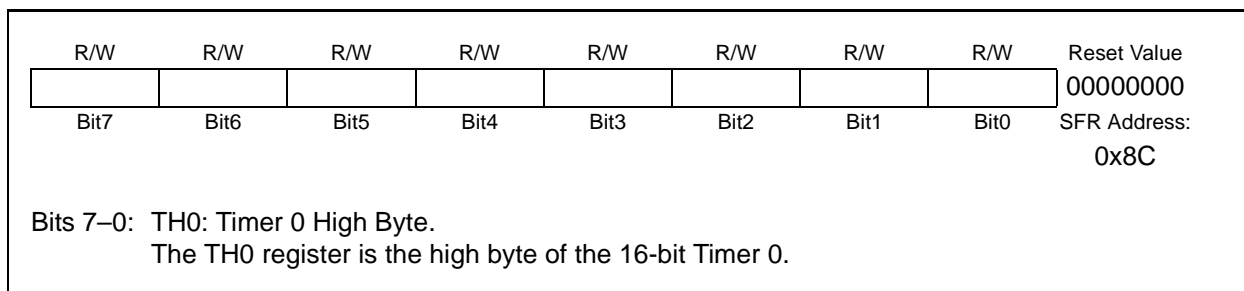 R/W R/W R/W R/W R/W R/W R/W R/W Reset Value
00000000
Bit7 Bit6 Bit5 Bit4 Bit3 Bit2 Bit1 Bit0 SFR Address:
0x8C
Bits 7–0: TH0: Timer 0 High Byte.
The TH0 register is the high byte of the 16-bit Timer 0.